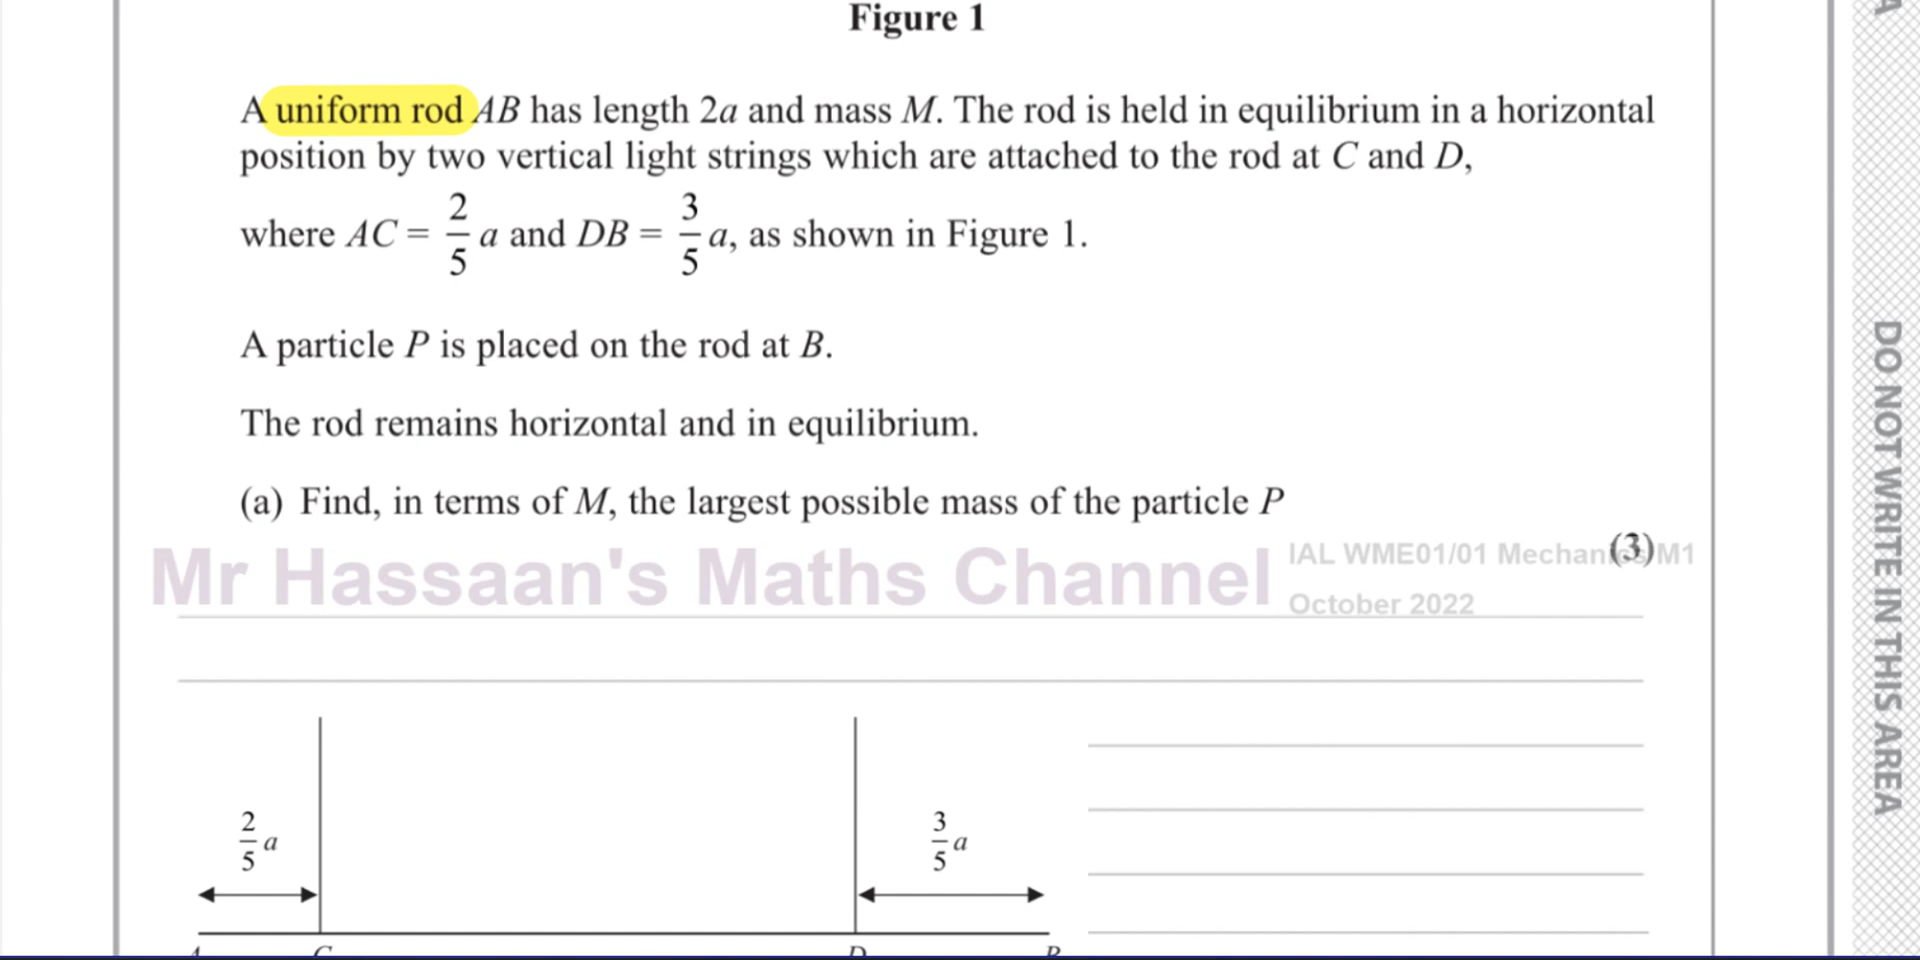 Figure 1
A uniform rod AB has length 2a and mass M. The rod is held in equilibrium in a horizontal
position by two vertical light strings which are attached to the rod at C and D,
where AC = 2/5 a and DB = 3/5 a, as shown in Figure 1.
A particle P is placed on the rod at B.
The rod remains horizontal and in equilibrium.
(a) Find, in terms of M, the largest possible mass of the particle P
(3)
Mr Hassaan's Maths Channel
IAL WME01/01 Mechanics M1
October 2022
2/5 a
3/5 a
DO NOT WRITE IN THIS AREA